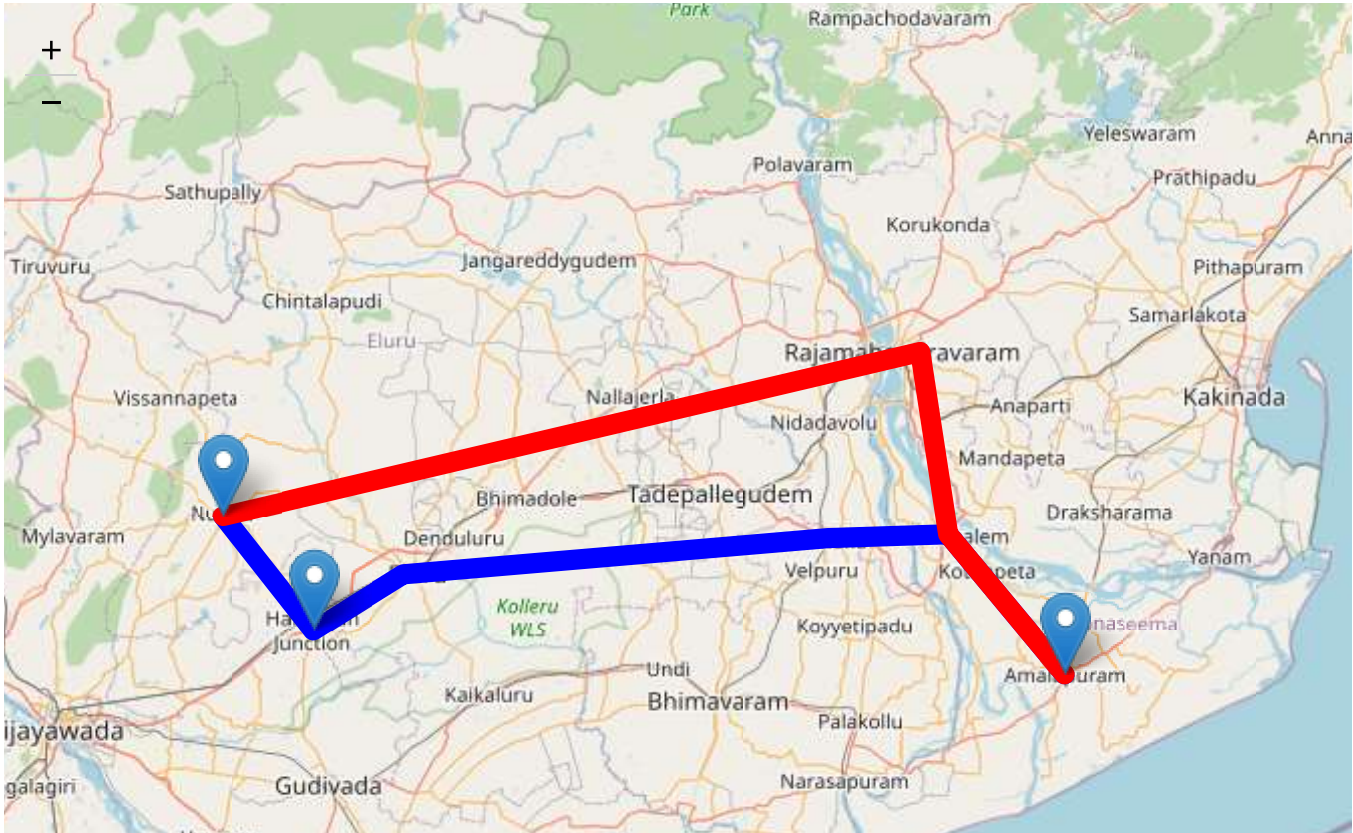 Park
Rampachodavaram
+
−
Yeleswaram
Anna
Polavaram
Prathipadu
Sathupally
Korukonda
Jangareddygudem
Tiruvuru
Pithapuram
Chintalapudi
Samarlakota
Eluru
Nallajerla
Vissannapeta
Kakinada
Anaparti
Nidadavolu
Mandapeta
Bhimadole
Tadepallegudem
Draksharama
Mylavaram
Denduluru
Yanam
Velpuru
Kolleru
WLS
Koyyetipadu
Junction
Undi
Kaikaluru
Bhimavaram
Palakollu
ijayawada
Narasapuram
galagiri
Gudivada